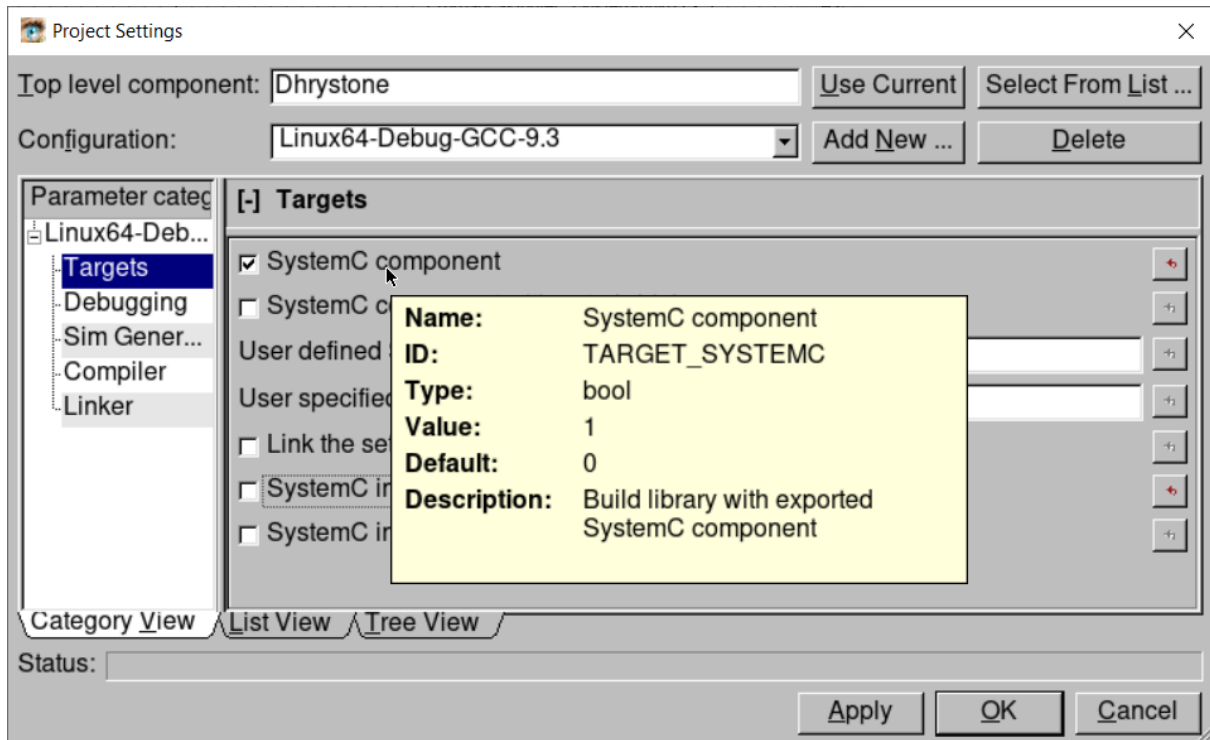 Project Settings
Top level component: Dhrystone Use Current Select From List ...
Configuration: Linux64-Debug-GCC-9.3 Add New ... Delete
Parameter categ [-] Targets
Linux64-Deb...
Targets SystemC component
Debugging SystemC
Sim Gener... User defined
Compiler User specified
Linker Link the
SystemC
SystemC
Name: SystemC component
ID: TARGET_SYSTEMC
Type: bool
Value: 1
Default: 0
Description: Build library with exported
SystemC component
Category View List View Tree View
Status:
Apply OK Cancel